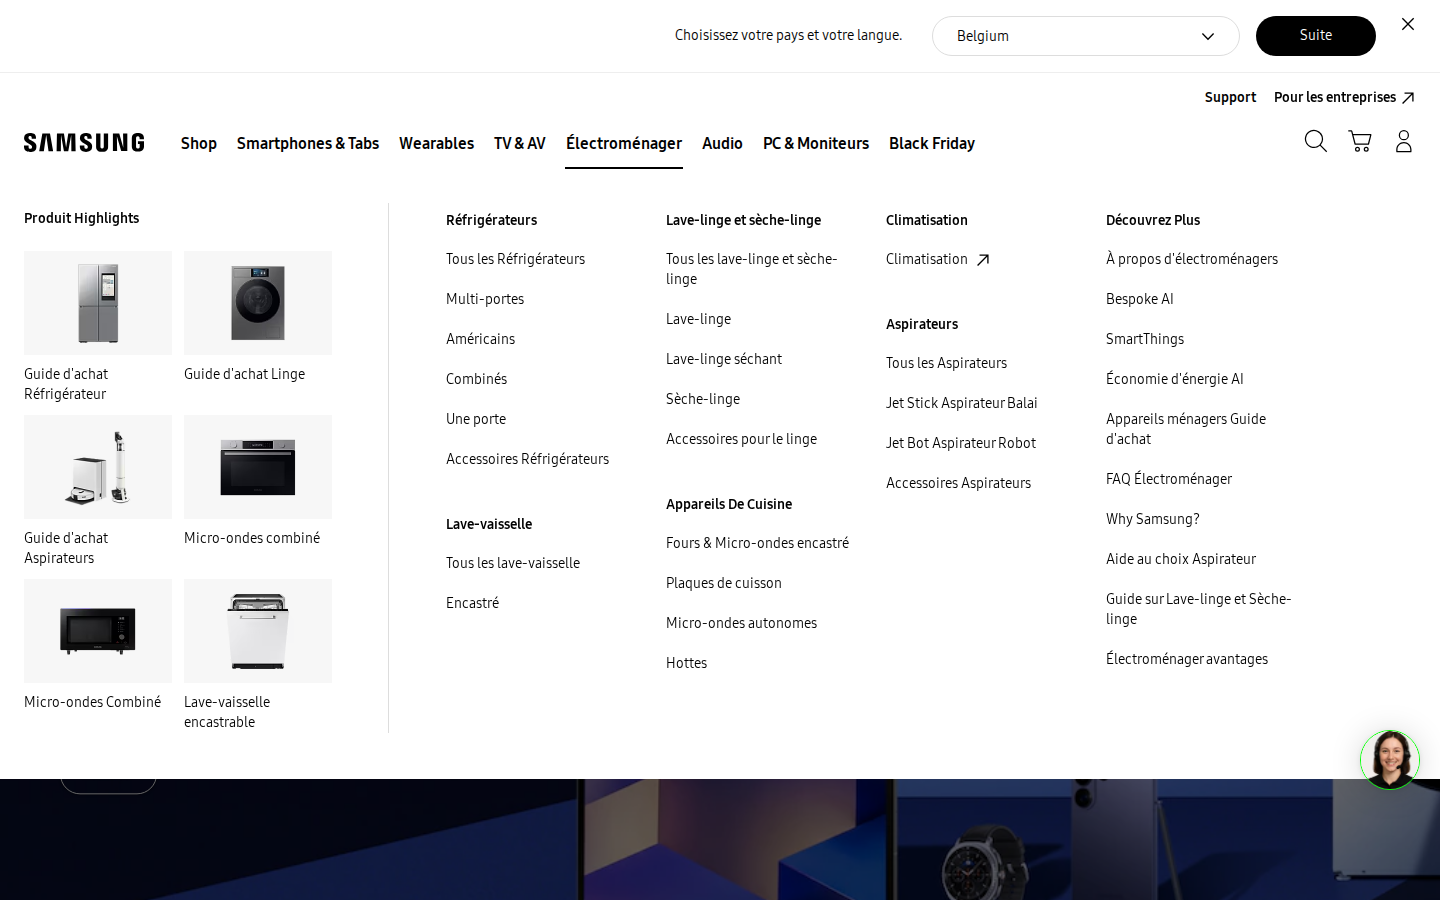 Choisissez votre pays et votre langue.
Belgium
Suite
Support
Pour les entreprises
SAMSUNG
Shop
Smartphones & Tabs
Wearables
TV & AV
Électroménager
Audio
PC & Moniteurs
Black Friday
Produit Highlights
Guide d'achat
Réfrigérateur
Guide d'achat Linge
Guide d'achat
Aspirateurs
Micro-ondes combiné
Micro-ondes Combiné
Lave-vaisselle
encastrable
Réfrigérateurs
Tous les Réfrigérateurs
Multi-portes
Américains
Combinés
Une porte
Accessoires Réfrigérateurs
Lave-vaisselle
Tous les lave-vaisselle
Encastré
Lave-linge et sèche-linge
Tous les lave-linge et sèche-
linge
Lave-linge
Lave-linge séchant
Sèche-linge
Accessoires pour le linge
Appareils De Cuisine
Fours & Micro-ondes encastré
Plaques de cuisson
Micro-ondes autonomes
Hottes
Climatisation
Climatisation
Aspirateurs
Tous les Aspirateurs
Jet Stick Aspirateur Balai
Jet Bot Aspirateur Robot
Accessoires Aspirateurs
Découvrez Plus
À propos d'électroménagers
Bespoke AI
SmartThings
Économie d'énergie AI
Appareils ménagers Guide
d'achat
FAQ Électroménager
Why Samsung?
Aide au choix Aspirateur
Guide sur Lave-linge et Sèche-
linge
Électroménager avantages